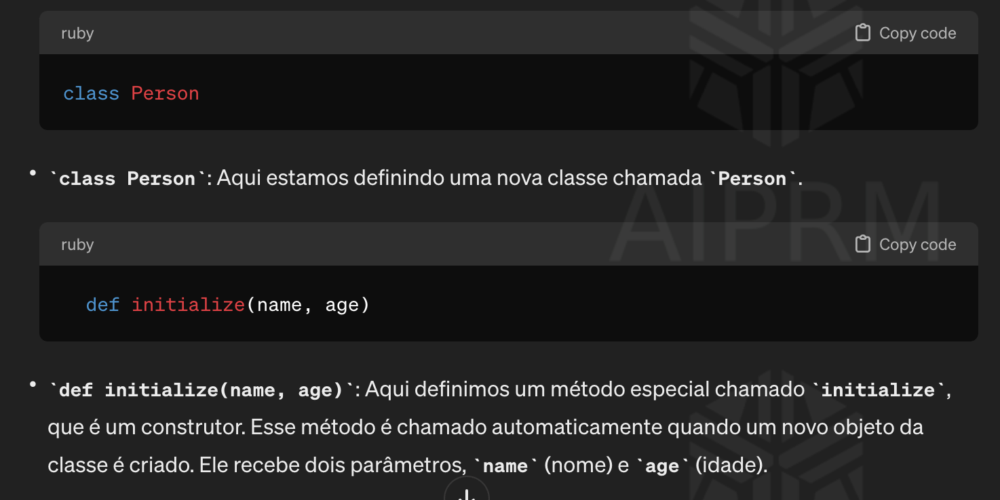 ruby Copy code
class Person
• `class Person`: Aqui estamos definindo uma nova classe chamada `Person`.
AIPRM
ruby Copy code
def initialize(name, age)
• `def initialize(name, age)`: Aqui definimos um método especial chamado `initialize`,
que é um construtor. Esse método é chamado automaticamente quando um novo objeto da
classe é criado. Ele recebe dois parâmetros, `name` (nome) e `age` (idade).